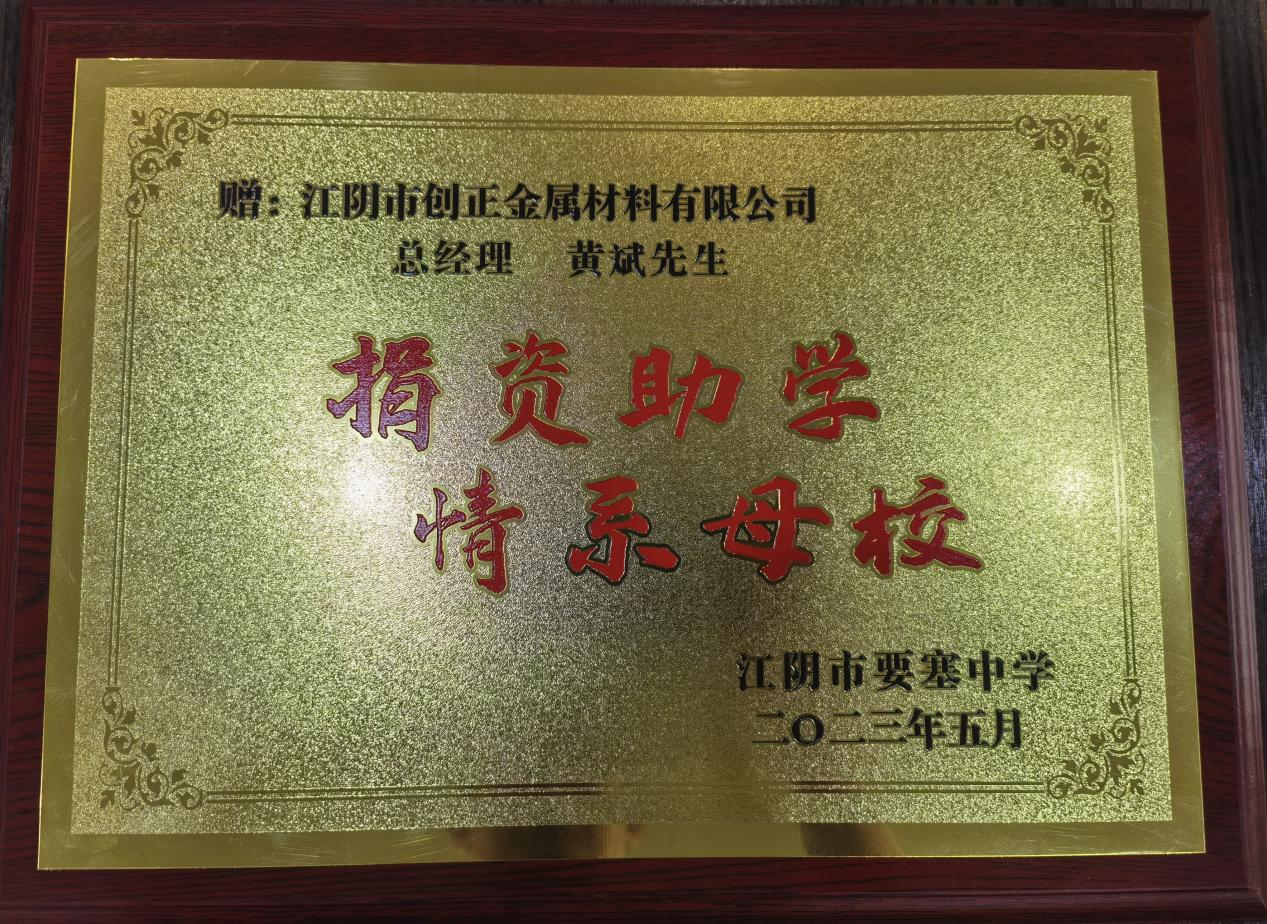 赠：江阴市创正金属材料有限公司
总经理 黄斌先生
捐资助学
情系母校
江阴市要塞中学
二〇二三年五月